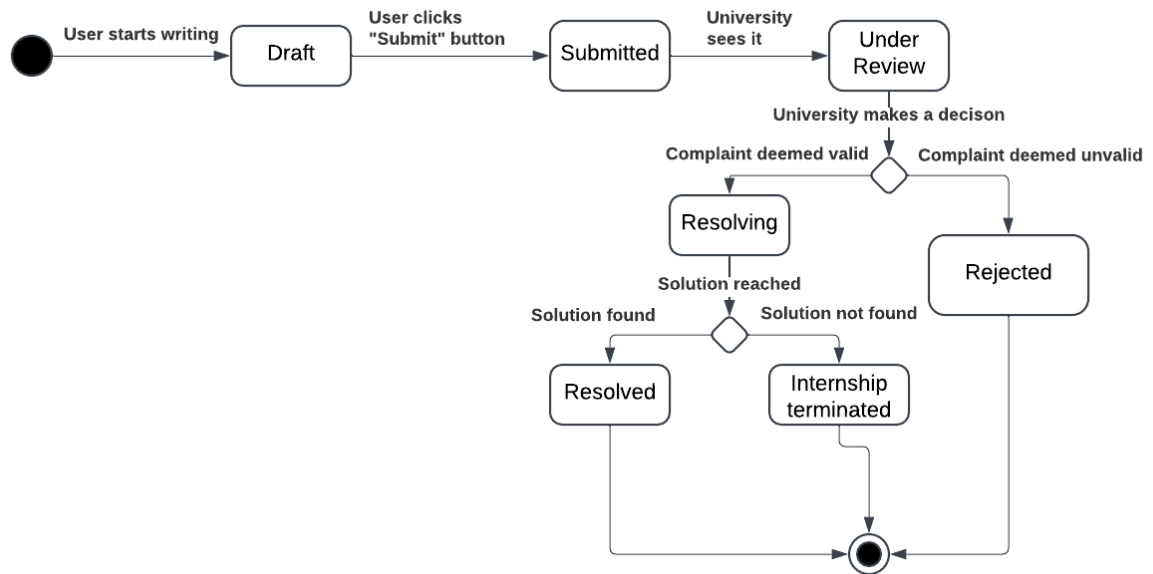 User starts writing
Draft
User clicks
"Submit" button
Submitted
University
sees it
Under
Review
University makes a decison
Complaint deemed valid
Complaint deemed unvalid
Resolving
Rejected
Solution reached
Solution found
Solution not found
Resolved
Internship
terminated